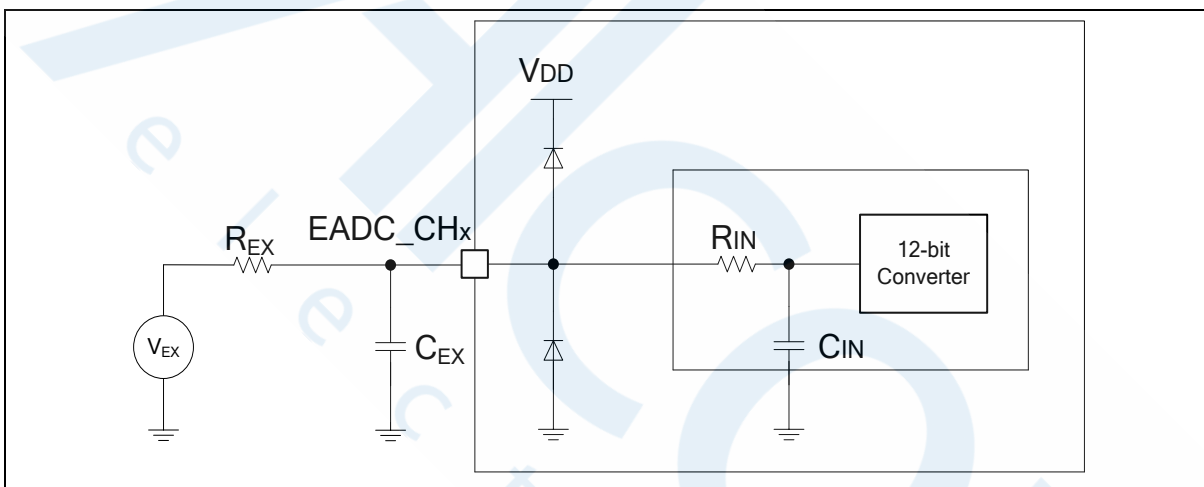 VDD
EADC_CHx
REX
RIN
12-bit
Converter
VEX
CEX
CIN